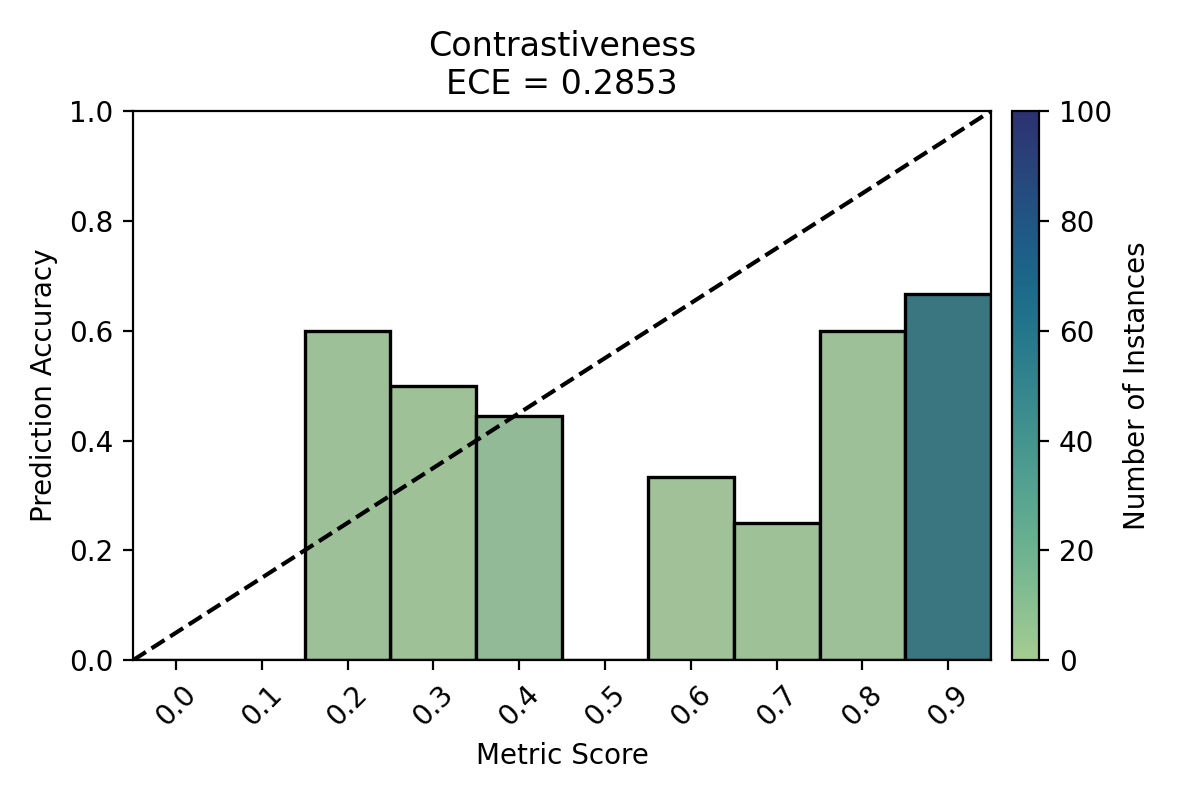 Contrastiveness
ECE = 0.2853
1.0
0.8
0.6
0.4
0.2
0.0
Prediction Accuracy
0.0 0.1 0.2 0.3 0.4 0.5 0.6 0.7 0.8 0.9
Metric Score
100
80
60
40
20
0
Number of Instances